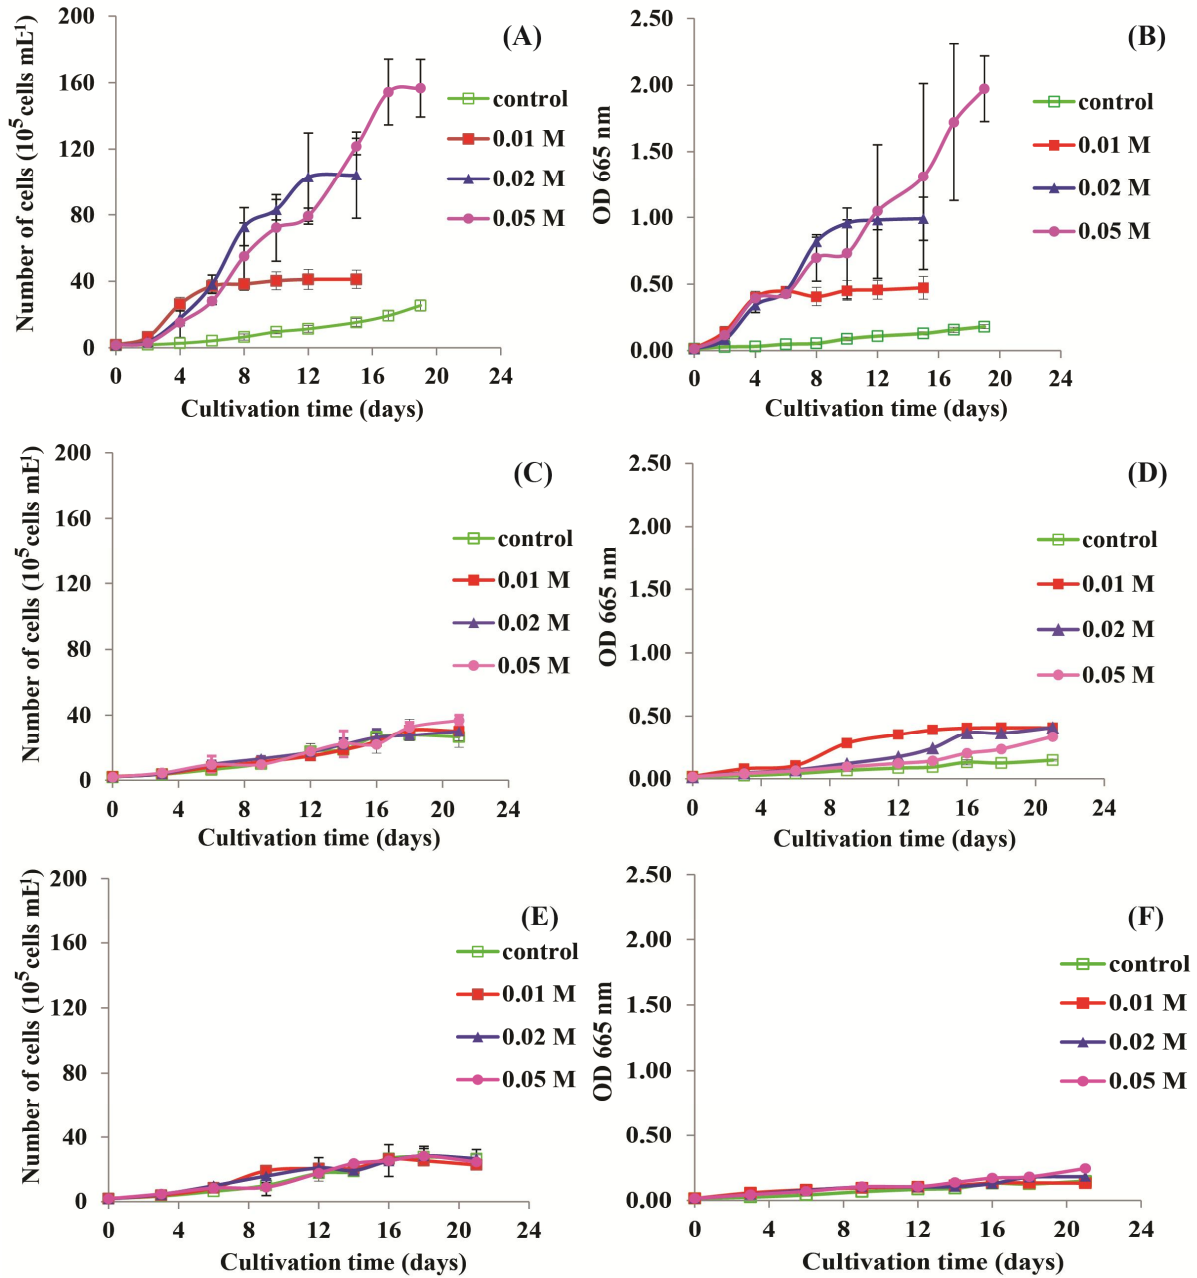 (A)
Number of cells (10⁵ cells mL⁻¹)
200
160
120
80
40
0
control
0.01 M
0.02 M
0.05 M
0 4 8 12 16 20 24
Cultivation time (days)
(B)
OD 665 nm
2.50
2.00
1.50
1.00
0.50
0.00
control
0.01 M
0.02 M
0.05 M
0 4 8 12 16 20 24
Cultivation time (days)
(C)
Number of cells (10⁵ cells mL⁻¹)
200
160
120
80
40
0
control
0.01 M
0.02 M
0.05 M
0 4 8 12 16 20 24
Cultivation time (days)
(D)
OD 665 nm
2.50
2.00
1.50
1.00
0.50
0.00
control
0.01 M
0.02 M
0.05 M
0 4 8 12 16 20 24
Cultivation time (days)
(E)
Number of cells (10⁵ cells mL⁻¹)
200
160
120
80
40
0
control
0.01 M
0.02 M
0.05 M
0 4 8 12 16 20 24
Cultivation time (days)
(F)
OD 665 nm
2.50
2.00
1.50
1.00
0.50
0.00
control
0.01 M
0.02 M
0.05 M
0 4 8 12 16 20 24
Cultivation time (days)